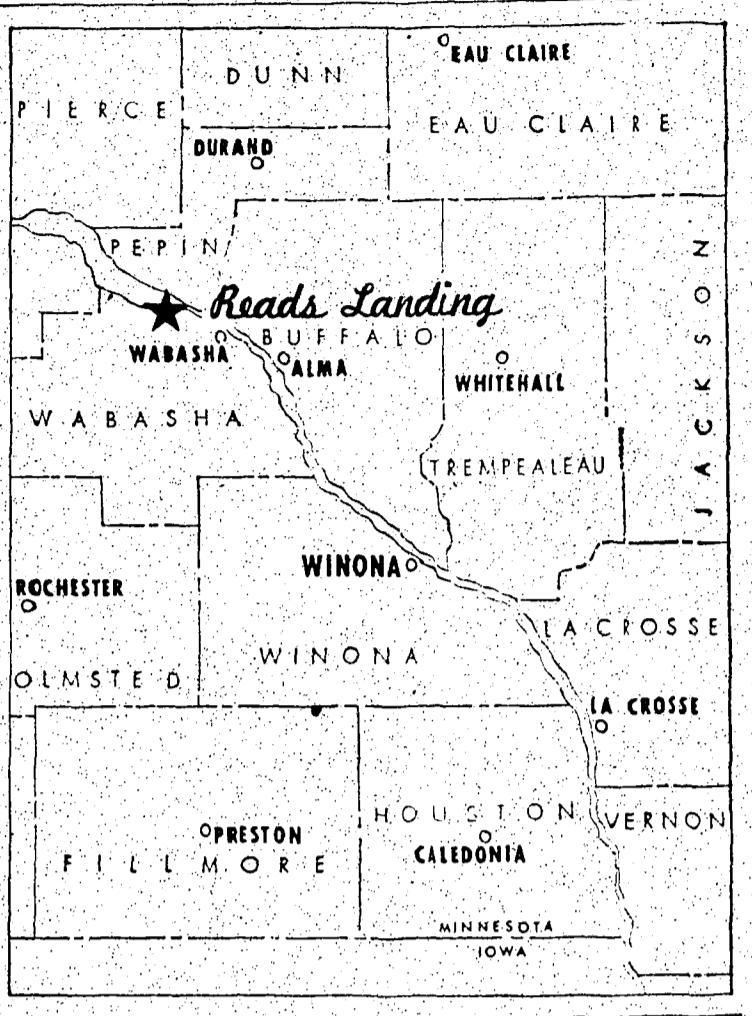 EAU CLAIRE
DUNN
PIERCE
EAU CLAIRE
DURAND
PEPIN
JACKSON
Reads Landing
BUFFALO
WABASHA
ALMA
WHITEHALL
WABASHA
TREMPEALEAU
WINONA
ROCHESTER
LA CROSSE
WINONA
OLMSTED
LA CROSSE
HOUSTON
VERNON
PRESTON
CALEDONIA
FILLMORE
MINNESOTA
IOWA